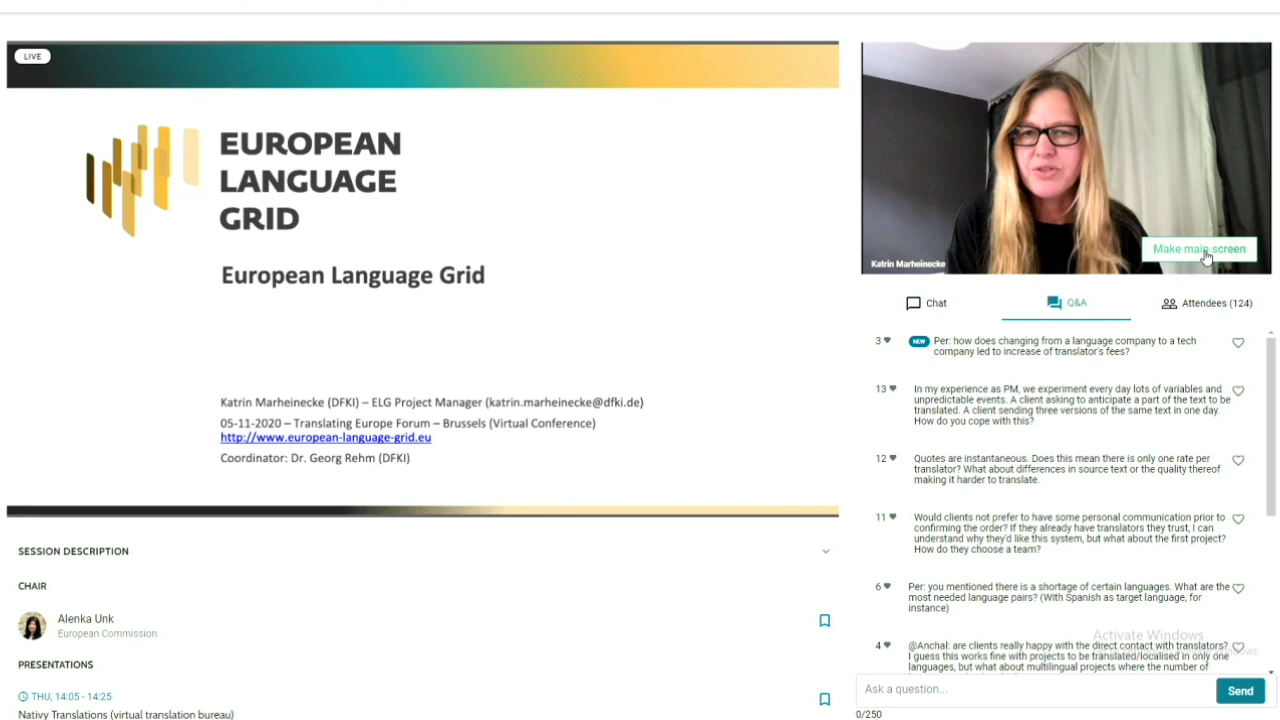 LIVE
EUROPEAN
LANGUAGE
GRID
European Language Grid
Katrin Marheinecke (DFKI) – ELG Project Manager (katrin.marheinecke@dfki.de)
05-11-2020 – Translating Europe Forum – Brussels (Virtual Conference)
http://www.european-language-grid.eu
Coordinator: Dr. Georg Rehm (DFKI)
SESSION DESCRIPTION
CHAIR
Alenka Unk
European Commission
PRESENTATIONS
THU, 14:05 - 14:25
Nativy Translations (virtual translation bureau)
Make main screen
Katrin Marheinecke
Chat
Q&A
Attendees (124)
3
NEW Per: how does changing from a language company to a tech
company led to increase of translator's fees?
13
In my experience as PM, we experiment every day lots of variables and
unpredictable events. A client asking to anticipate a part of the text to be
translated. A client sending three versions of the same text in one day.
How do you cope with this?
12
Quotes are instantaneous. Does this mean there is only one rate per
translator? What about differences in source text or the quality thereof
making it harder to translate.
11
Would clients not prefer to have some personal communication prior to
confirming the order? If they already have translators they trust, I can
understand why they'd like this system, but what about the first project?
How do they choose a team?
6
Per: you mentioned there is a shortage of certain languages. What are the
most needed language pairs? (With Spanish as target language, for
instance)
4
@Anchal: are clients really happy with the direct contact with translators?
I guess this works fine with projects to be translated/localised in only one
languages, but what about multilingual projects where the number of
Activate Windows
Ask a question...
Send
0/250